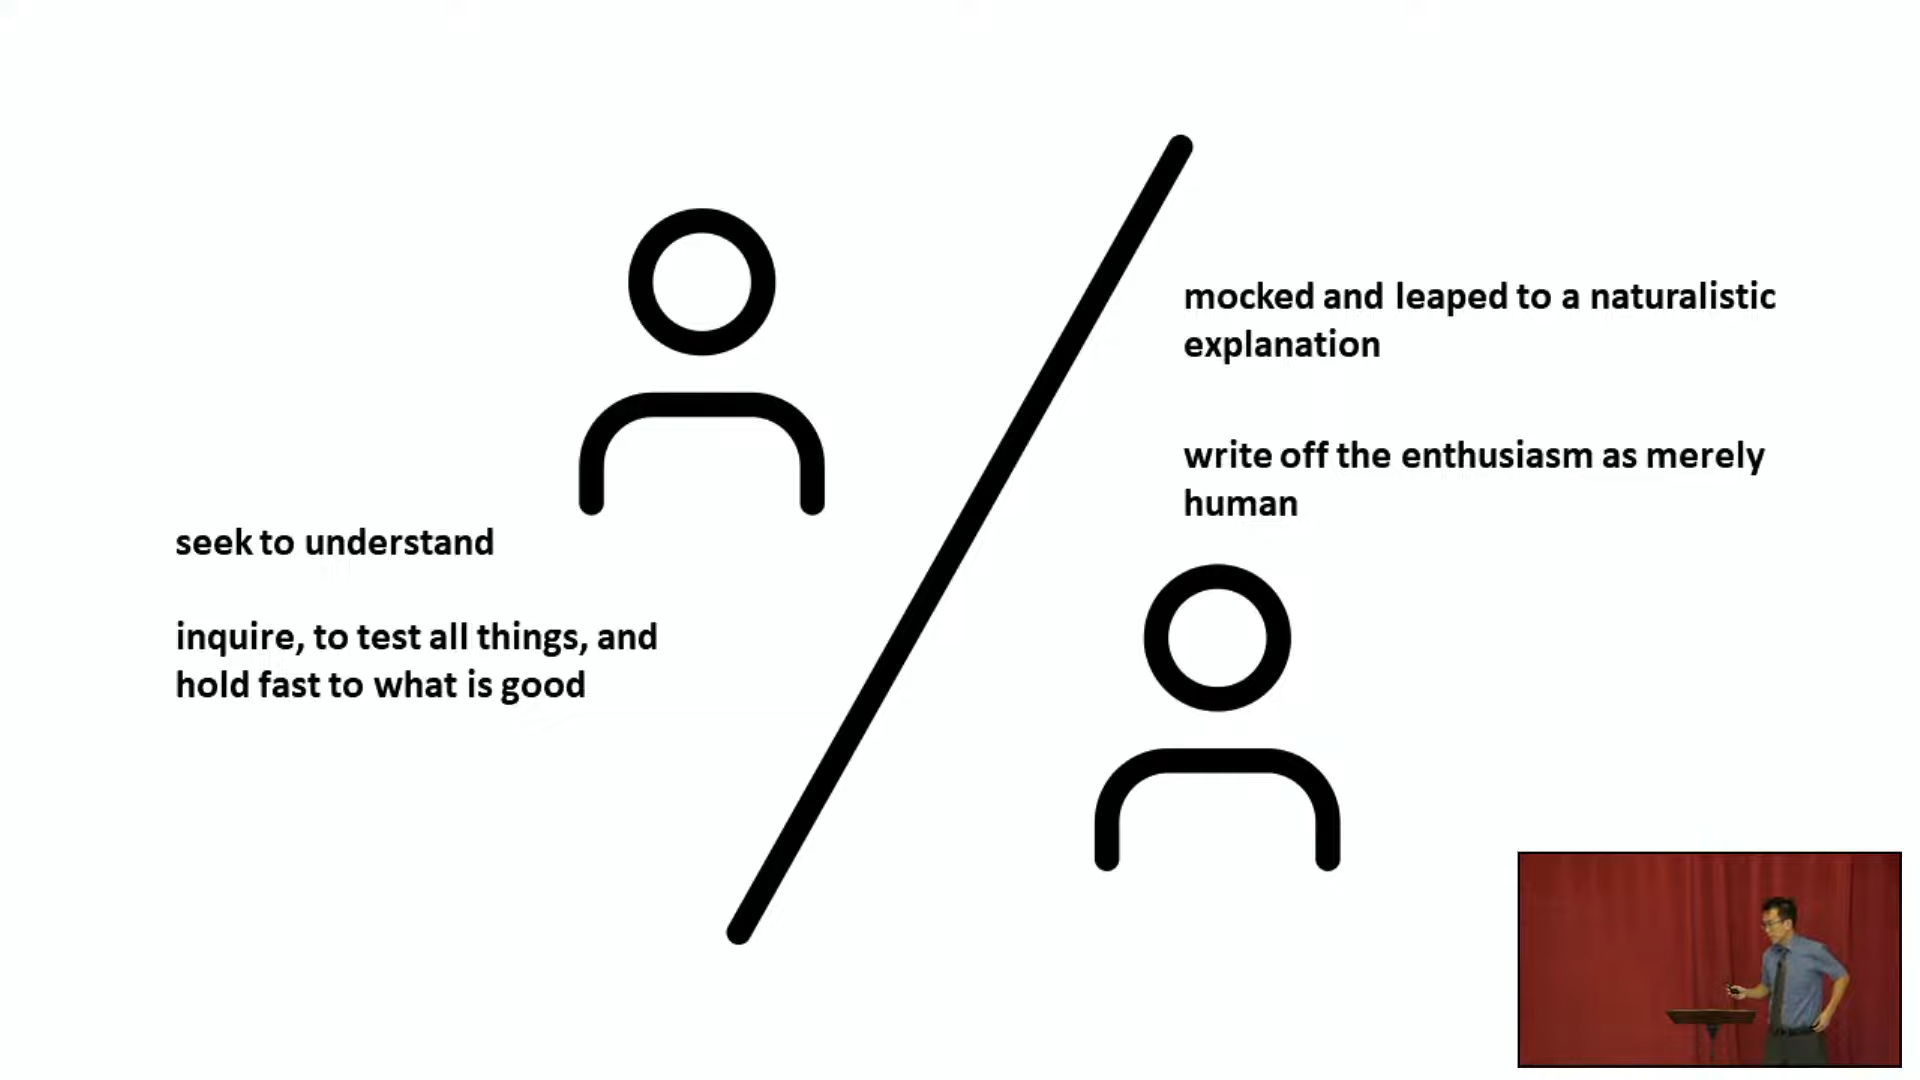 seek to understand
inquire, to test all things, and
hold fast to what is good
mocked and leaped to a naturalistic
explanation
write off the enthusiasm as merely
human